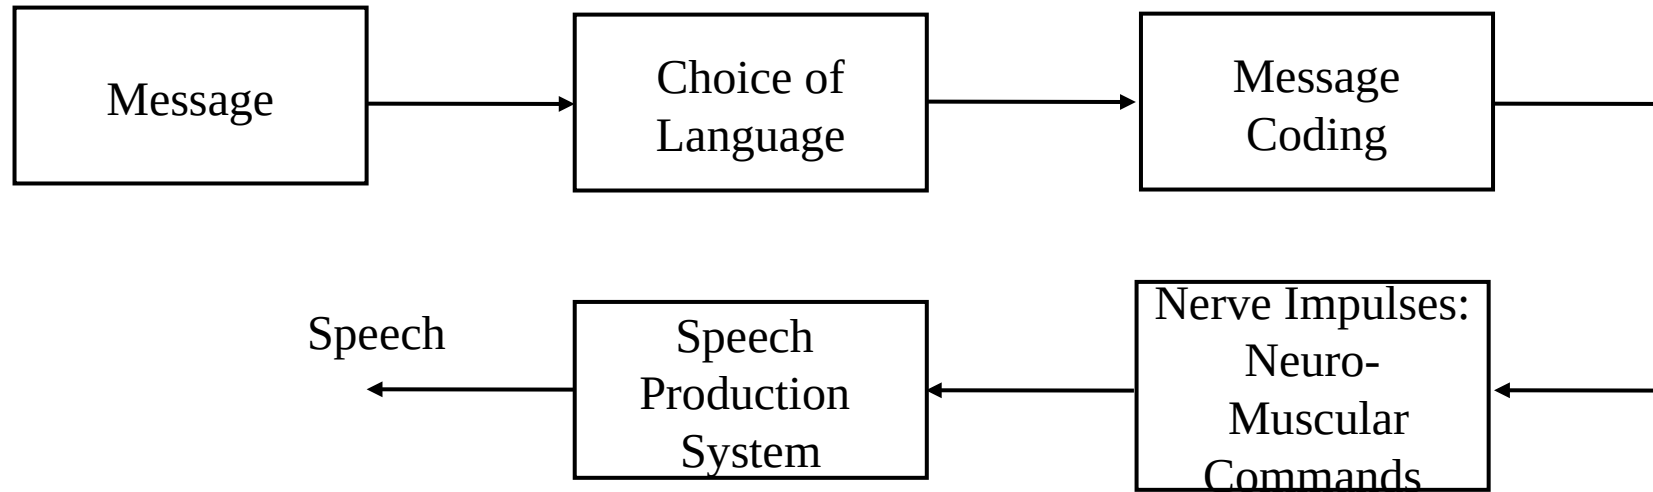 Message
Choice of
Language
Message
Coding
Speech
Speech
Production
System
Nerve Impulses:
Neuro-
Muscular
Commands